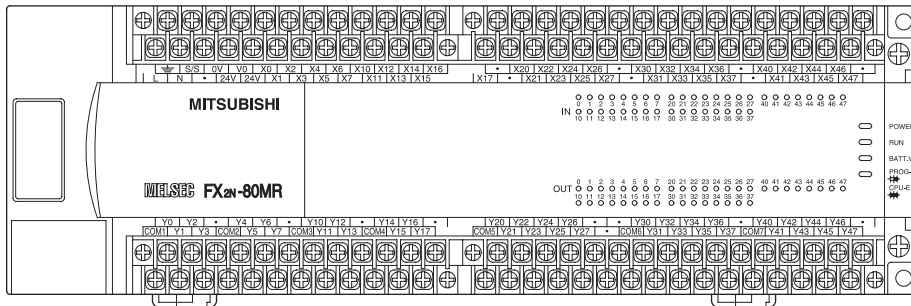 ⏚ S/S 0V V0 X0 X2 X4 X6 X10 X12 X14 X16 • X20 X22 X24 X26 • X30 X32 X34 X36 • X40 X42 X44 X46 •
L N • 24V 24V X1 X3 X5 X7 X11 X13 X15 X17 • X21 X23 X25 X27 • X31 X33 X35 X37 • X41 X43 X45 X47
MITSUBISHI
0 1 2 3 4 5 6 7 20 21 22 23 24 25 26 27 40 41 42 43 44 45 46 47
IN
10 11 12 13 14 15 16 17 30 31 32 33 34 35 36 37
POWER
RUN
BATT.V
PROG-
CPU-E
MELSEC FX2N-80MR
0 1 2 3 4 5 6 7 20 21 22 23 24 25 26 27 40 41 42 43 44 45 46 47
OUT
10 11 12 13 14 15 16 17 30 31 32 33 34 35 36 37
Y0 Y2 • Y4 Y6 • Y10 Y12 • Y14 Y16 • Y20 Y22 Y24 Y26 • • Y30 Y32 Y34 Y36 • Y40 Y42 Y44 Y46 •
COM1 Y1 Y3 COM2 Y5 Y7 COM3 Y11 Y13 COM4 Y15 Y17 COM5 Y21 Y23 Y25 Y27 • COM6 Y31 Y33 Y35 Y37 COM7 Y41 Y43 Y45 Y47